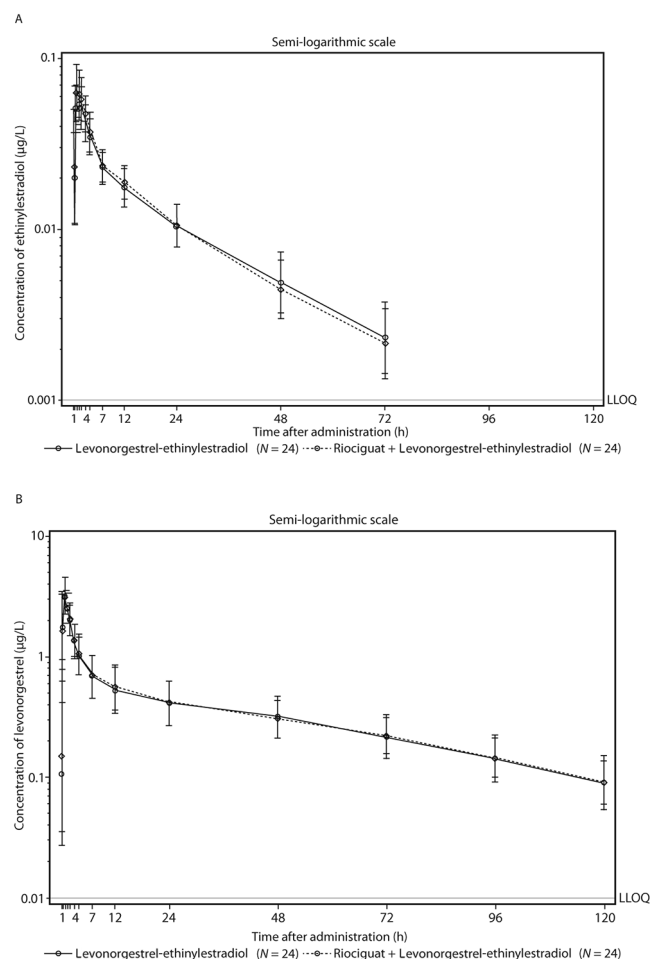 A
Semi-logarithmic scale
Concentration of ethinylestradiol (µg/L)
0.1
0.01
0.001
LLOQ
1 4 7 12 24 48 72 96 120
Time after administration (h)
Levonorgestrel-ethinylestradiol (N = 24) Riociguat + Levonorgestrel-ethinylestradiol (N = 24)
B
Semi-logarithmic scale
Concentration of levonorgestrel (µg/L)
10
1
0.1
0.01
LLOQ
1 4 7 12 24 48 72 96 120
Time after administration (h)
Levonorgestrel-ethinylestradiol (N = 24) Riociguat + Levonorgestrel-ethinylestradiol (N = 24)